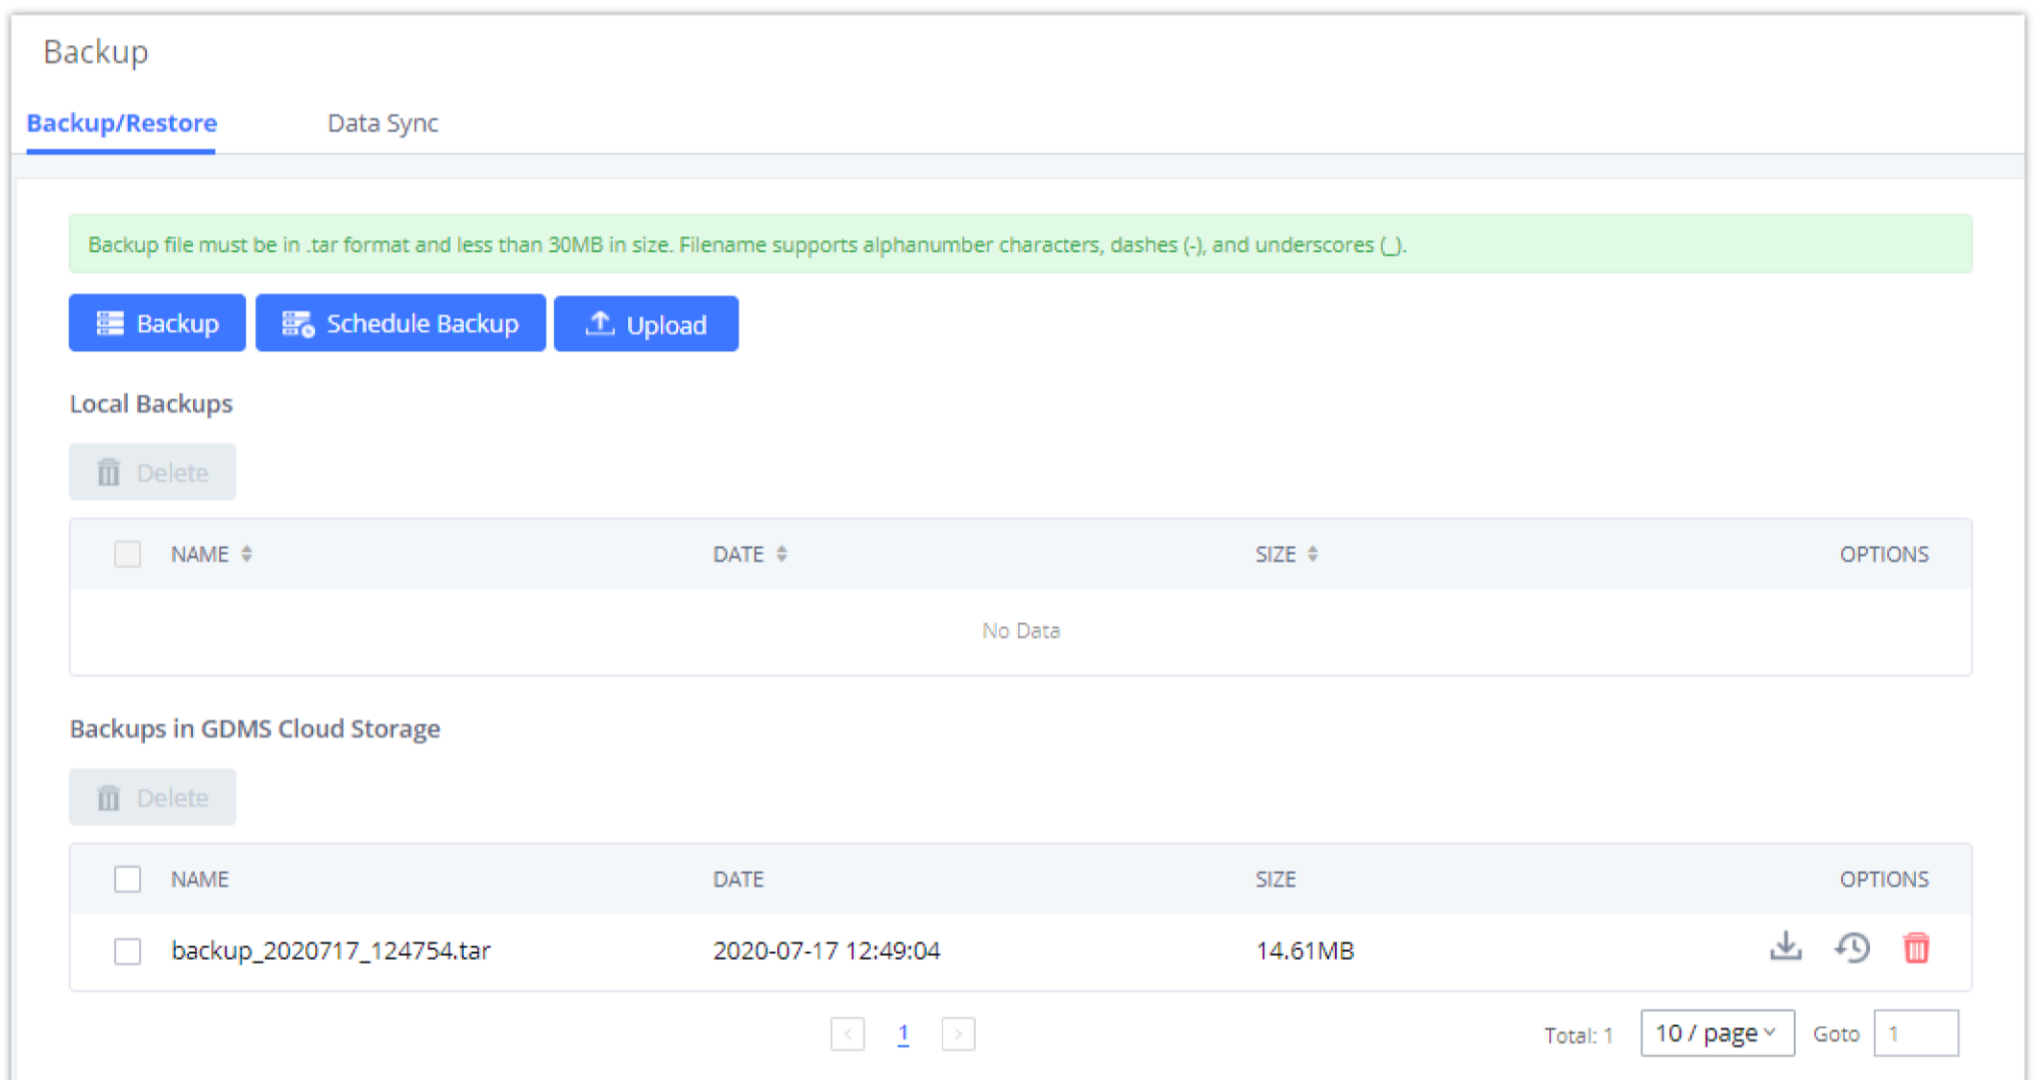 Backup
Backup/Restore Data Sync
Backup file must be in .tar format and less than 30MB in size. Filename supports alphanumber characters, dashes (-), and underscores (_).
Backup Schedule Backup Upload
Local Backups
Delete
NAME DATE SIZE OPTIONS
No Data
Backups in GDMS Cloud Storage
Delete
NAME DATE SIZE OPTIONS
backup_2020717_124754.tar 2020-07-17 12:49:04 14.61MB
< 1 > Total: 1 10 / page Goto 1